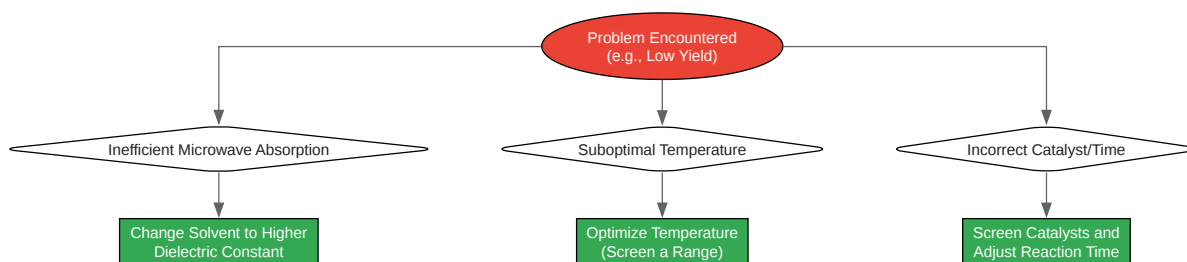 Problem Encountered
(e.g., Low Yield)
Inefficient Microwave Absorption
Suboptimal Temperature
Incorrect Catalyst/Time
Change Solvent to Higher
Dielectric Constant
Optimize Temperature
(Screen a Range)
Screen Catalysts and
Adjust Reaction Time